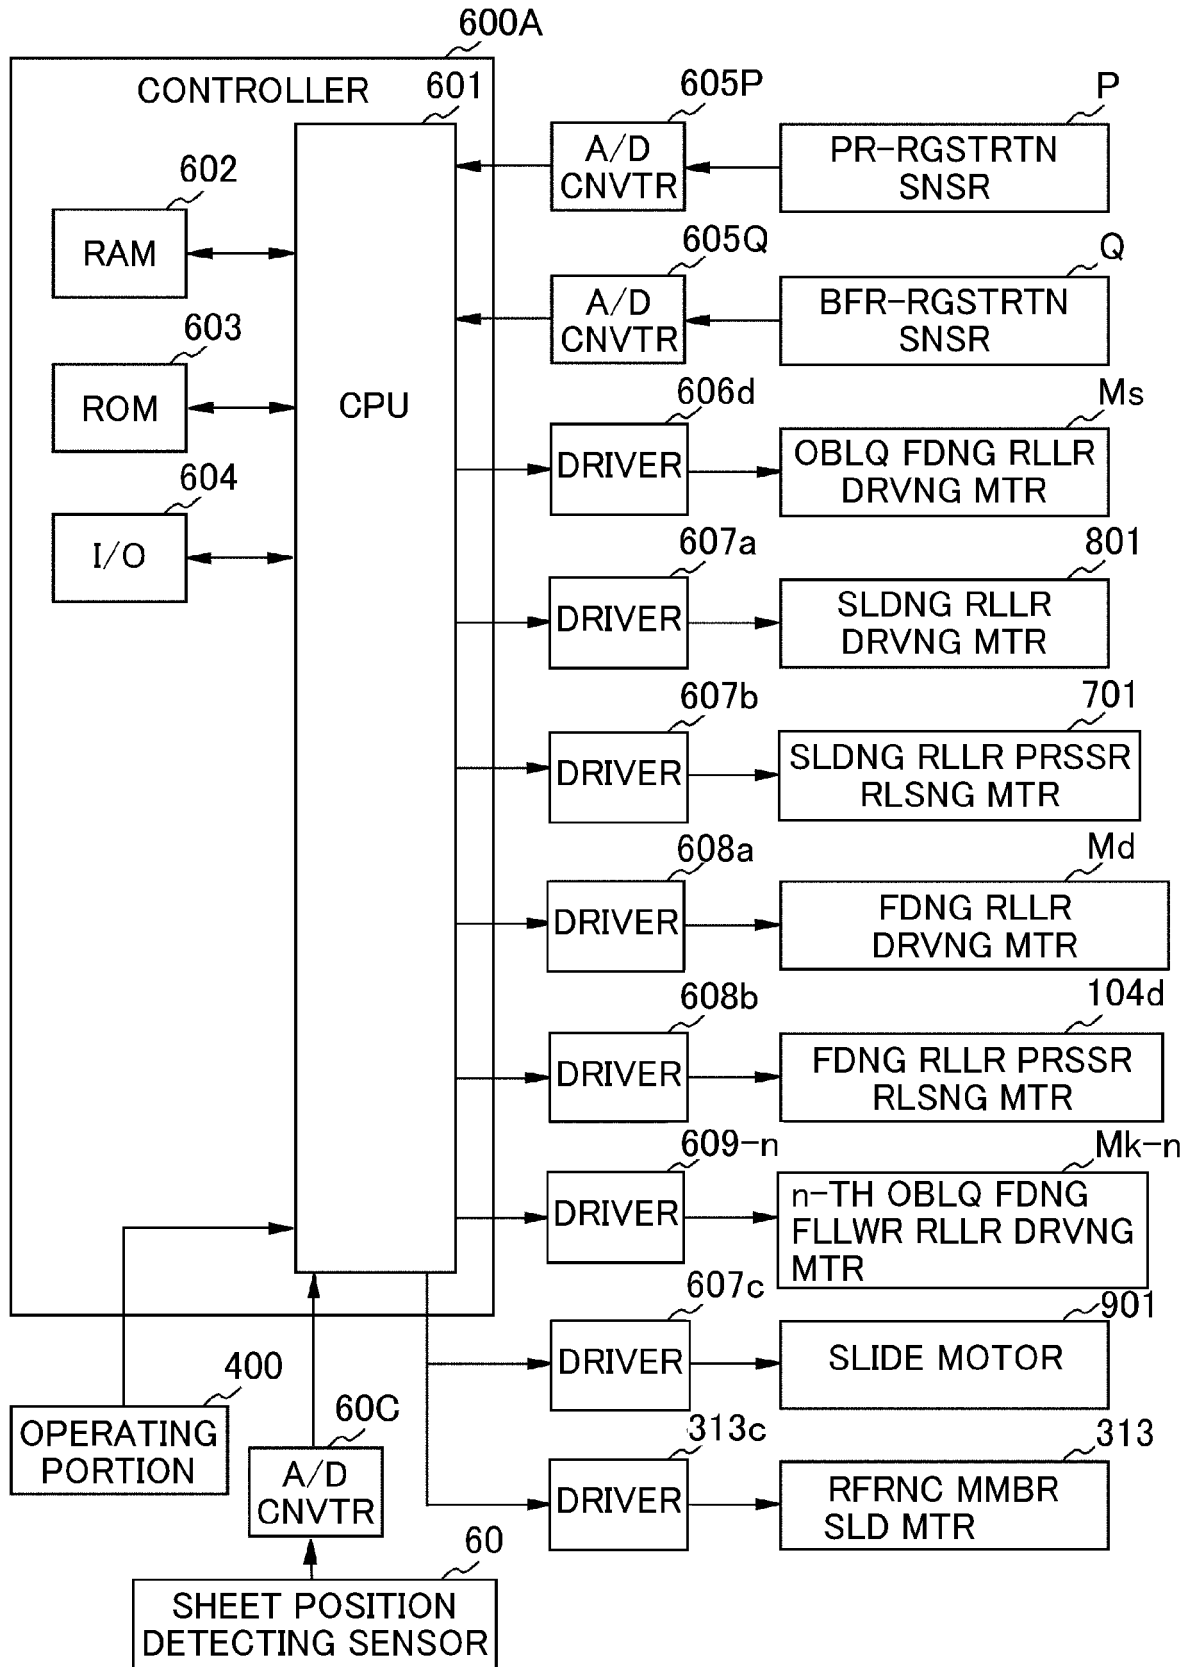 600A
CONTROLLER
601
605P
P
A/D
CNVTR
PR-RGSTRTN
SNSR
602
RAM
605Q
Q
A/D
CNVTR
BFR-RGSTRTN
SNSR
603
ROM
CPU
606d
Ms
DRIVER
OBLQ FDNG RLLR
DRVNG MTR
604
I/O
607a
801
DRIVER
SLDNG RLLR
DRVNG MTR
607b
701
DRIVER
SLDNG RLLR PRSSR
RLSNG MTR
608a
Md
DRIVER
FDNG RLLR
DRVNG MTR
608b
104d
DRIVER
FDNG RLLR PRSSR
RLSNG MTR
609-n
Mk-n
DRIVER
n-TH OBLQ FDNG
FLLWR RLLR DRVNG
MTR
607c
901
DRIVER
SLIDE MOTOR
400
OPERATING
PORTION
60C
A/D
CNVTR
313c
313
DRIVER
RFRNC MMBR
SLD MTR
60
SHEET POSITION
DETECTING SENSOR